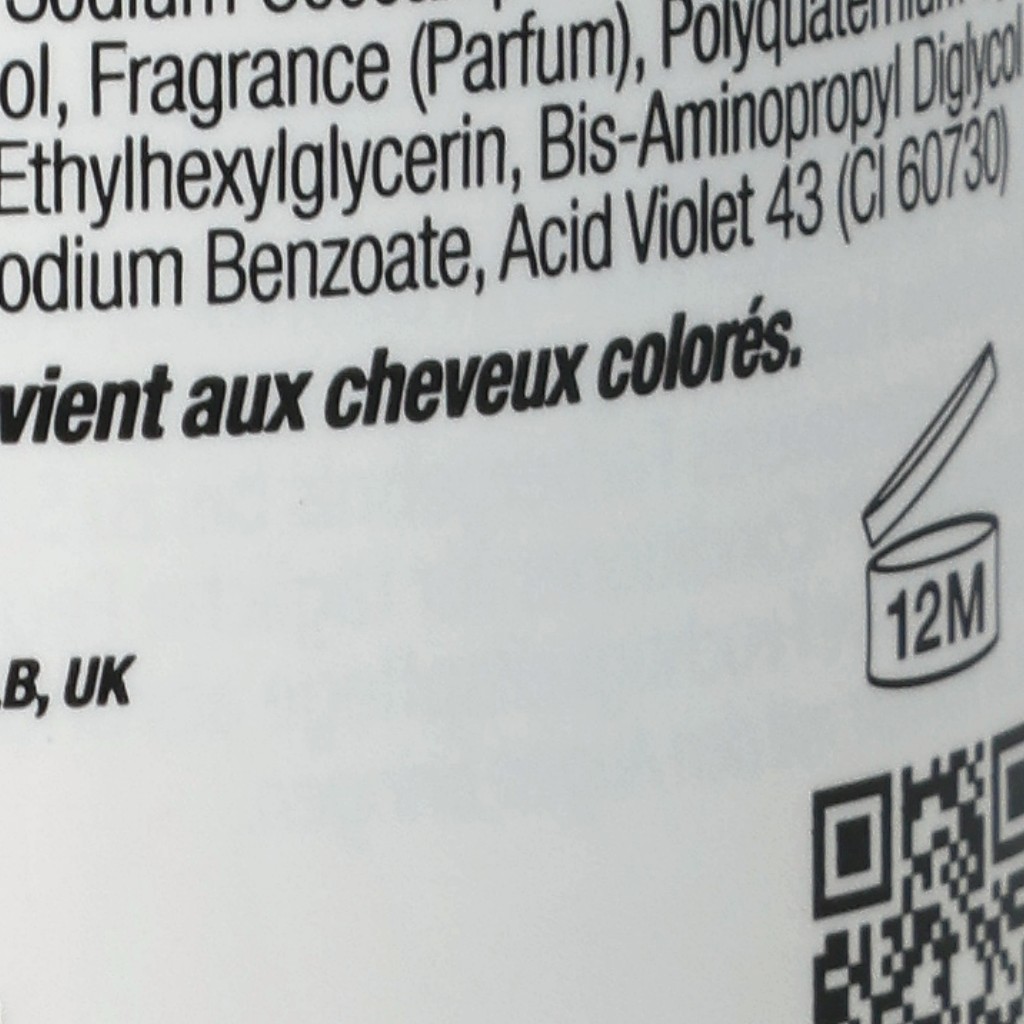 ol, Fragrance (Parfum),
Ethylhexylglycerin, Bis-Aminopropyl Diglycol
odium Benzoate, Acid Violet 43 (CI 60730)
vient aux cheveux colorés.
12M
B, UK